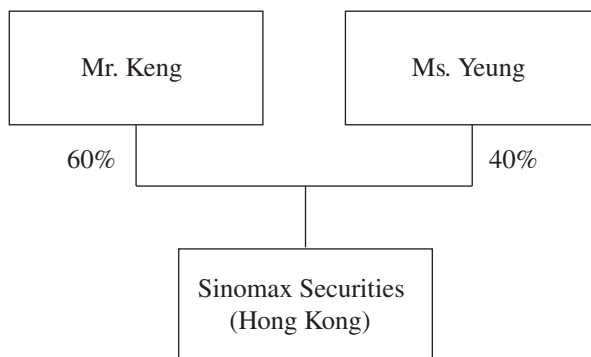 Mr. Keng
Ms. Yeung
60%
40%
Sinomax Securities
(Hong Kong)